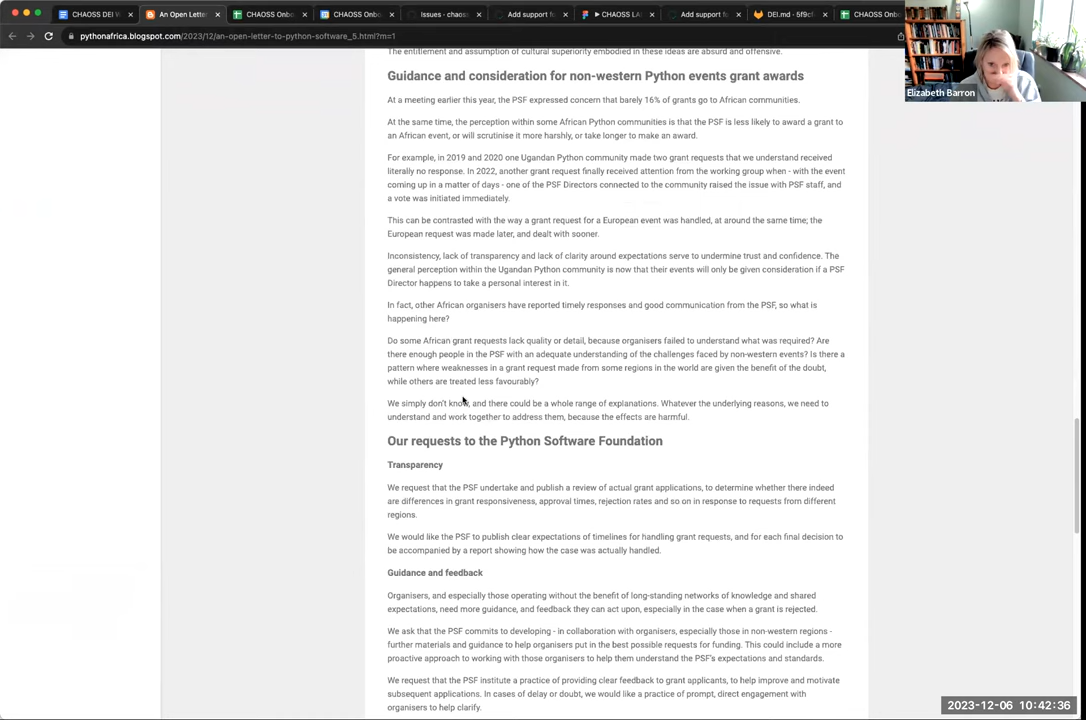 CHAOSS DEI W
An Open Letter
CHAOSS Onbo
CHAOSS Onbo
Issues - chaos
Add support fo
CHAOSS LA
Add support fo
DEI.md - 5f9cf
CHAOSS Onbo
pythonafrica.blogspot.com/2023/12/an-open-letter-to-python-software_5.html?m=1
The entitlement and assumption of cultural superiority embodied in these ideas are absurd and offensive.
Guidance and consideration for non-western Python events grant awards
At a meeting earlier this year, the PSF expressed concern that barely 16% of grants go to African communities.
At the same time, the perception within some African Python communities is that the PSF is less likely to award a grant to
an African event, or will scrutinise it more harshly, or take longer to make an award.
For example, in 2019 and 2020 one Ugandan Python community made two grant requests that we understand received
literally no response. In 2022, another grant request finally received attention from the working group when - with the event
coming up in a matter of days - one of the PSF Directors connected to the community raised the issue with PSF staff, and
a vote was initiated immediately.
This can be contrasted with the way a grant request for a European event was handled, at around the same time; the
European request was made later, and dealt with sooner.
Inconsistency, lack of transparency and lack of clarity around expectations serve to undermine trust and confidence. The
general perception within the Ugandan Python community is now that their events will only be given consideration if a PSF
Director happens to take a personal interest in it.
In fact, other African organisers have reported timely responses and good communication from the PSF, so what is
happening here?
Do some African grant requests lack quality or detail, because organisers failed to understand what was required? Are
there enough people in the PSF with an adequate understanding of the challenges faced by non-western events? Is there a
pattern where weaknesses in a grant request made from some regions in the world are given the benefit of the doubt,
while others are treated less favourably?
We simply don't know, and there could be a whole range of explanations. Whatever the underlying reasons, we need to
understand and work together to address them, because the effects are harmful.
Our requests to the Python Software Foundation
Transparency
We request that the PSF undertake and publish a review of actual grant applications, to determine whether there indeed
are differences in grant responsiveness, approval times, rejection rates and so on in response to requests from different
regions.
We would like the PSF to publish clear expectations of timelines for handling grant requests, and for each final decision to
be accompanied by a report showing how the case was actually handled.
Guidance and feedback
Organisers, and especially those operating without the benefit of long-standing networks of knowledge and shared
expectations, need more guidance, and feedback they can act upon, especially in the case when a grant is rejected.
We ask that the PSF commits to developing - in collaboration with organisers, especially those in non-western regions -
further materials and guidance to help organisers put in the best possible requests for funding. This could include a more
proactive approach to working with those organisers to help them understand the PSF's expectations and standards.
We request that the PSF institute a practice of providing clear feedback to grant applicants, to help improve and motivate
subsequent applications. In cases of delay or doubt, we would like a practice of prompt, direct engagement with
organisers to help clarify.
Elizabeth Barron
2023-12-06 10:42:36